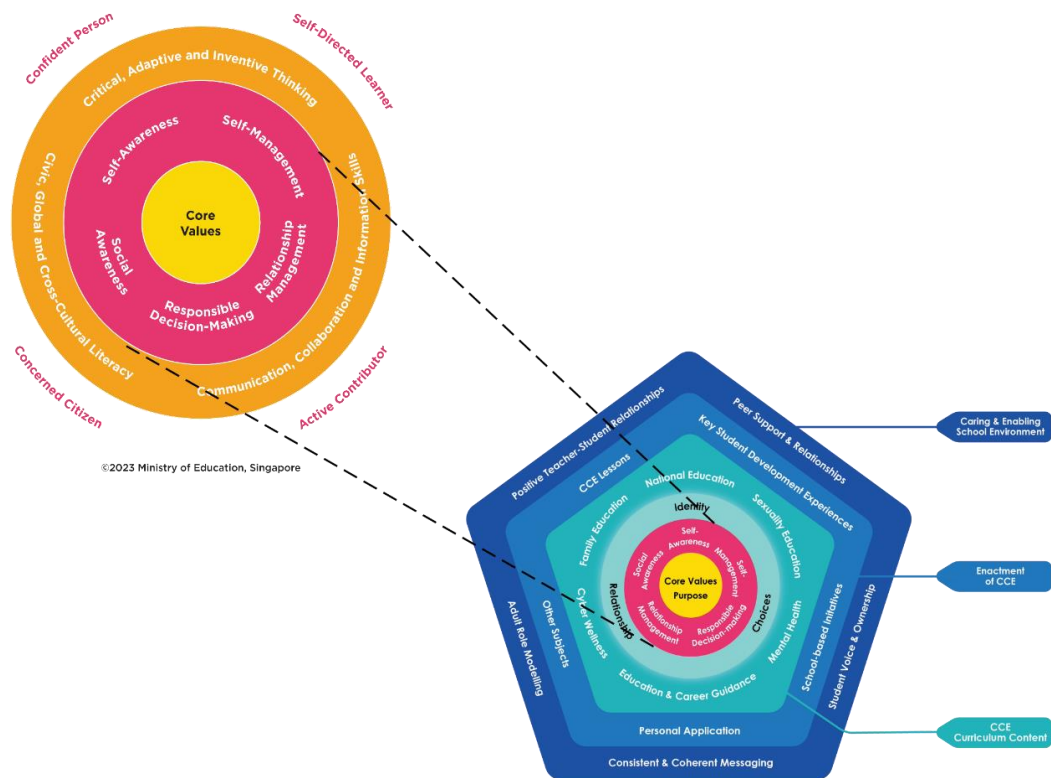 Confident Person
Self-Directed Learner
Critical, Adaptive and Inventive Thinking
Civic, Global and Cross-Cultural Literacy
Communication, Collaboration and Information Skills
Self-Awareness
Self-Management
Social
Awareness
Relationship
Management
Responsible
Decision-Making
Core
Values
Concerned Citizen
Active Contributor
©2023 Ministry of Education, Singapore
Positive Teacher-Student Relationships
Peer Support & Relationships
Adult Role Modelling
Student Voice & Ownership
Consistent & Coherent Messaging
CCE Lessons
Key Student Development Experiences
Other Subjects
School-based Initatives
Personal Application
National Education
Family Education
Sexuality Education
Cyber Wellness
Mental Health
Education & Career Guidance
Identity
Relationship
Choices
Self-
Awareness
Social
Awareness
Self-
Management
Relationship
Management
Responsible
Decision-making
Core Values
Purpose
Caring & Enabling
School Environment
Enactment
of CCE
CCE
Curriculum Content